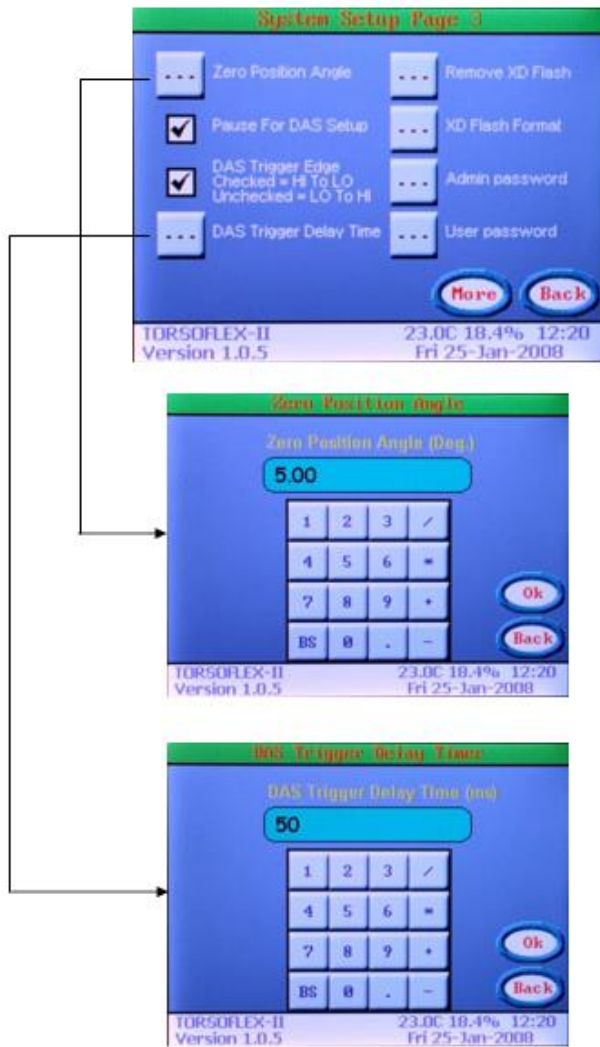 System Setup Page 3
... Zero Position Angle ... Remove XD Flash
Pause For DAS Setup ... XD Flash Format
DAS Trigger Edge
Checked = HI To LO
Unchecked = LO To HI
... Admin password
... DAS Trigger Delay Time ... User password
More Back
TORSOFLEX-II 23.0C 18.4% 12:20
Version 1.0.5 Fri 25-Jan-2008
Zero Position Angle
Zero Position Angle (Deg.)
5.00
1 2 3 /
4 5 6 *
7 8 9 +
Ok
BS 0 . -
Back
TORSOFLEX-II 23.0C 18.4% 12:20
Version 1.0.5 Fri 25-Jan-2008
DAS Trigger Delay Timer
DAS Trigger Delay Time (ms)
50
1 2 3 /
4 5 6 *
7 8 9 +
Ok
BS 0 . -
Back
TORSOFLEX-II 23.0C 18.4% 12:20
Version 1.0.5 Fri 25-Jan-2008